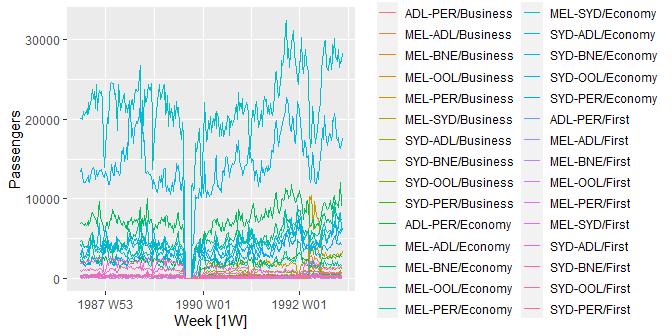 Passengers
30000
20000
10000
0
1987 W53
1990 W01
1992 W01
Week [1W]
ADL-PER/Business
MEL-ADL/Business
MEL-BNE/Business
MEL-OOL/Business
MEL-PER/Business
MEL-SYD/Business
SYD-ADL/Business
SYD-BNE/Business
SYD-OOL/Business
SYD-PER/Business
ADL-PER/Economy
MEL-ADL/Economy
MEL-BNE/Economy
MEL-OOL/Economy
MEL-PER/Economy
MEL-SYD/Economy
SYD-ADL/Economy
SYD-BNE/Economy
SYD-OOL/Economy
SYD-PER/Economy
ADL-PER/First
MEL-ADL/First
MEL-BNE/First
MEL-OOL/First
MEL-PER/First
MEL-SYD/First
SYD-ADL/First
SYD-BNE/First
SYD-OOL/First
SYD-PER/First